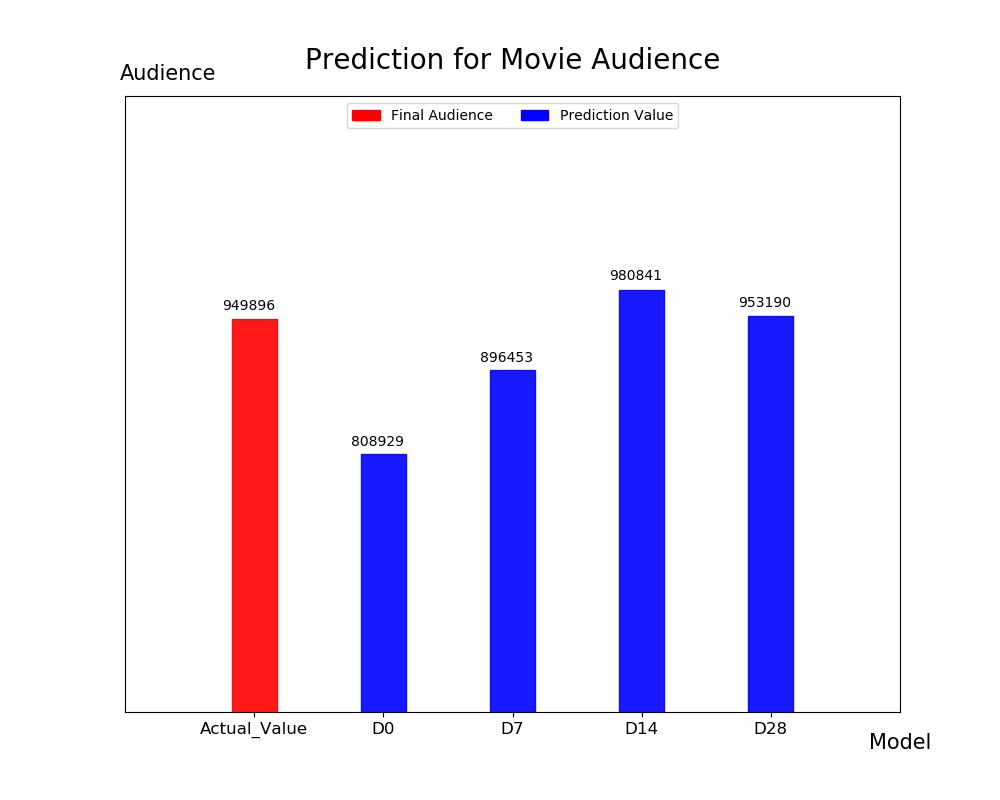 Prediction for Movie Audience
Audience
Final Audience
Prediction Value
949896
808929
896453
980841
953190
Actual_Value
D0
D7
D14
D28
Model